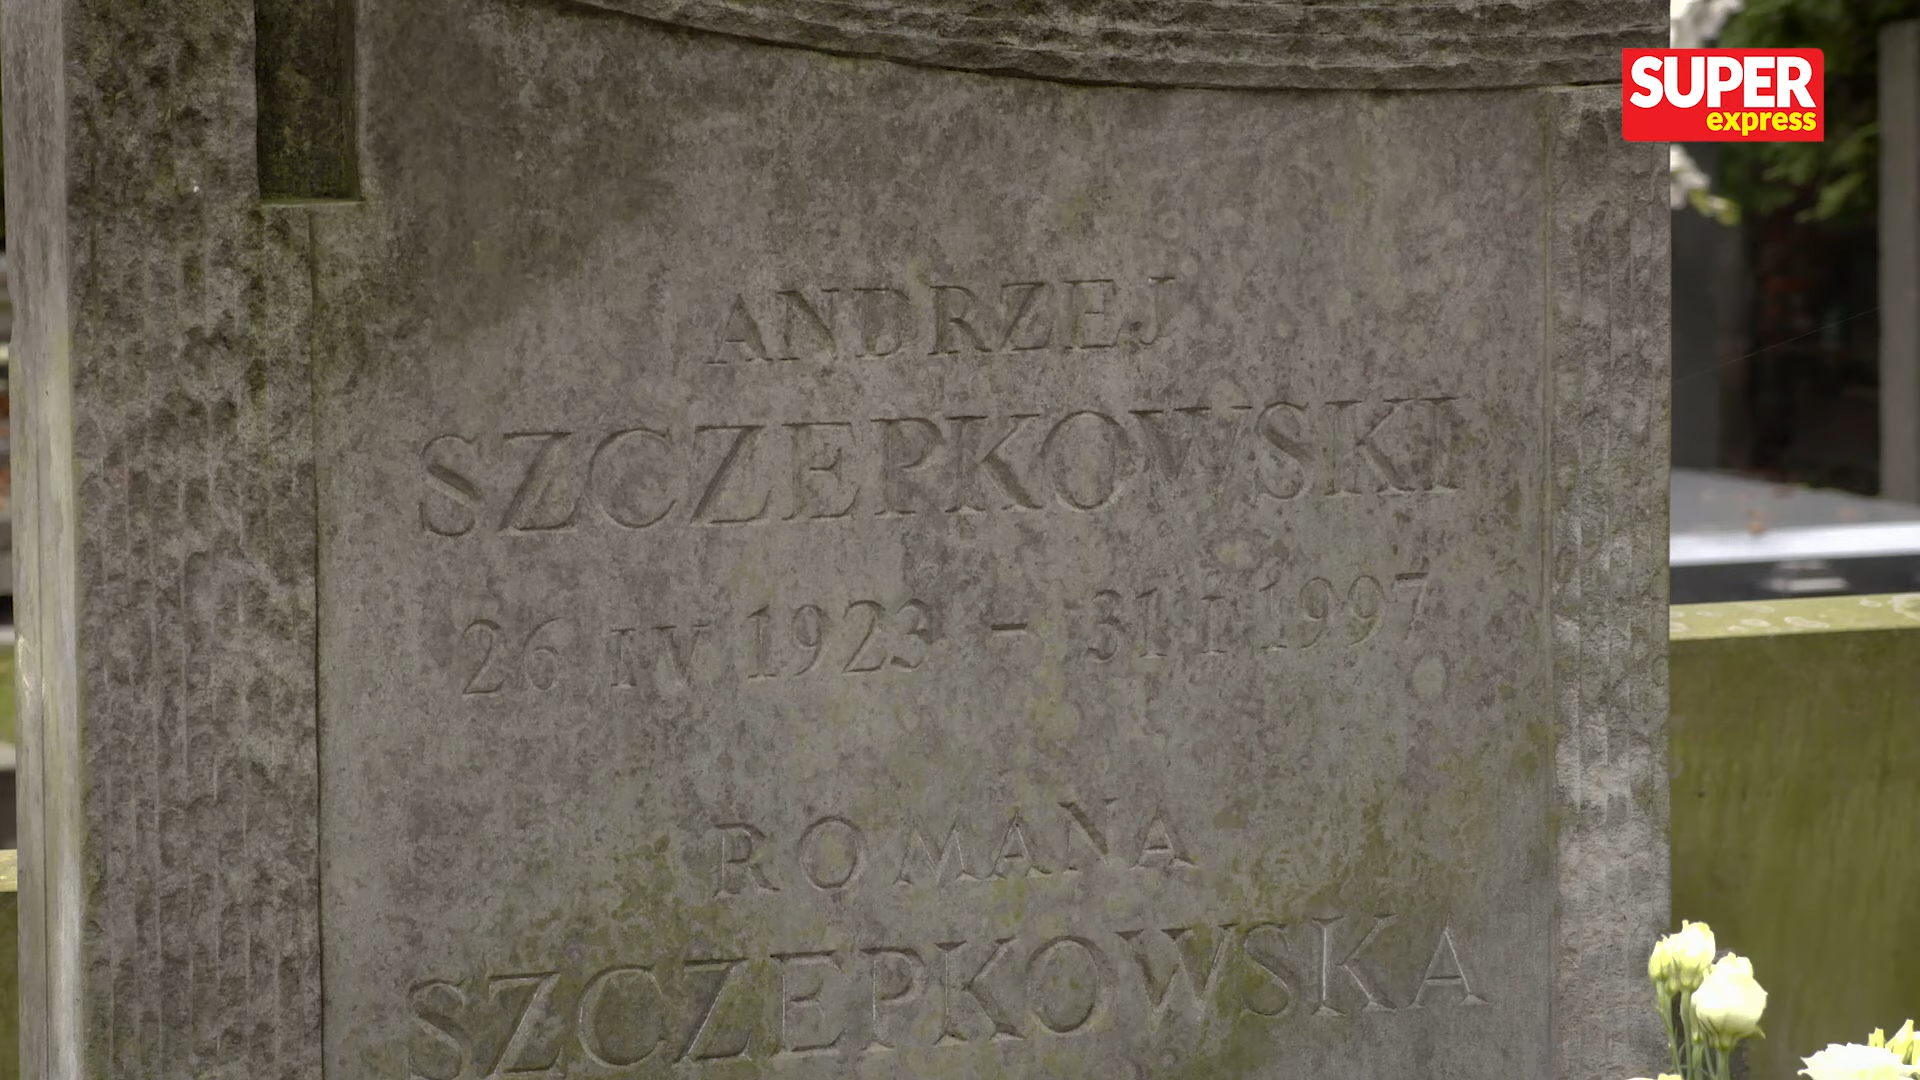 SUPER
express
ANDRZEJ
SZCZEPKOWSKI
26 IV 1923 - 31 I 1997
ROMANA
SZCZEPKOWSKA